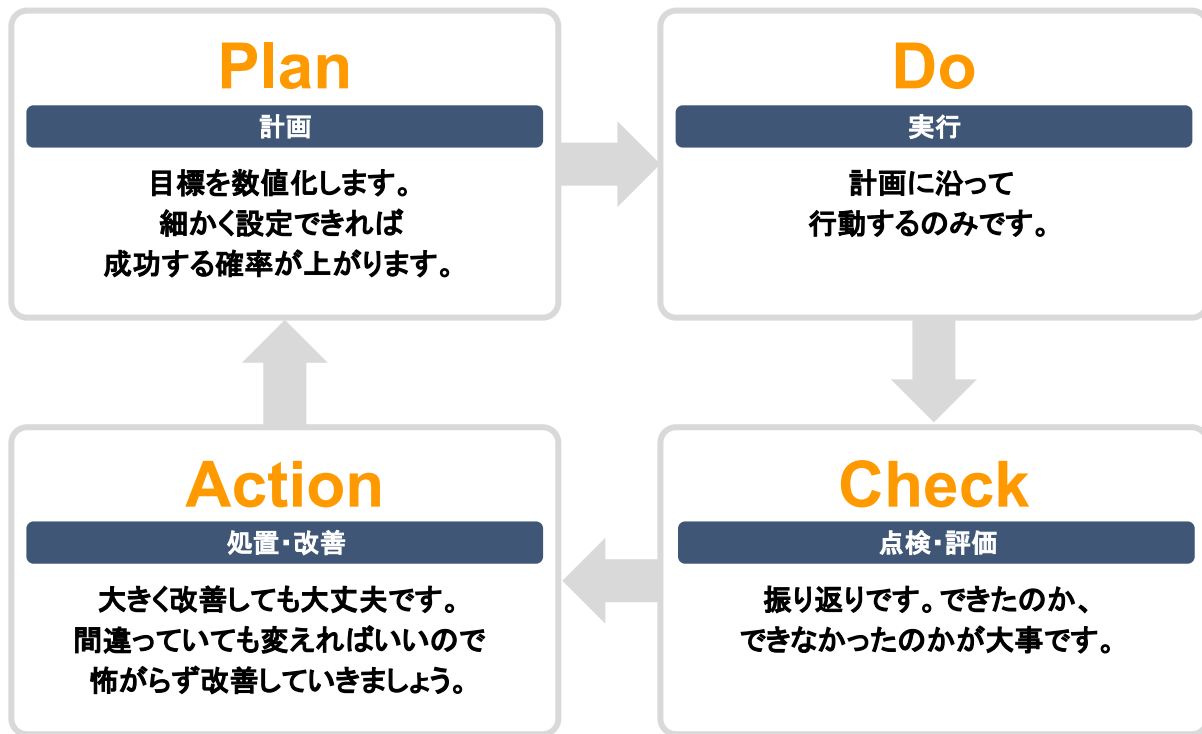 Plan
計画
目標を数値化します。
細かく設定できれば
成功する確率が上がります。
Do
実行
計画に沿って
行動するのみです。
Check
点検・評価
振り返りです。できたのか、
できなかったのかが大事です。
Action
処置・改善
大きく改善しても大丈夫です。
間違っていても変えればいいので
怖がらず改善していきましょう。